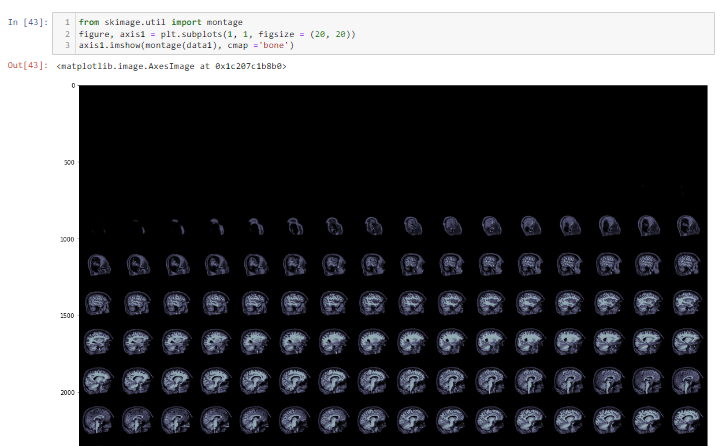 In [43]:
1 from skimage.util import montage
2 figure, axis1 = plt.subplots(1, 1, figsize = (20, 20))
3 axis1.imshow(montage(data1), cmap ='bone')
Out[43]: <matplotlib.image.AxesImage at 0x1c207c1b8b0>
0
500
1000
1500
2000